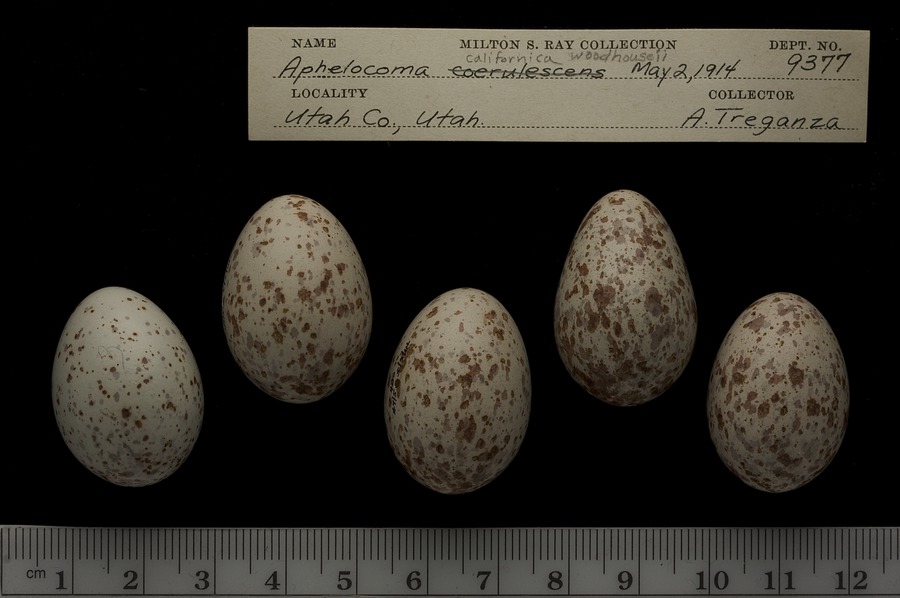 NAME MILTON S. RAY COLLECTION DEPT. NO.
californica woodhouseii
Aphelocoma coerulescens May 2, 1914 9377
LOCALITY COLLECTOR
Utah Co., Utah. A. Treganza
cm 1 2 3 4 5 6 7 8 9 10 11 12